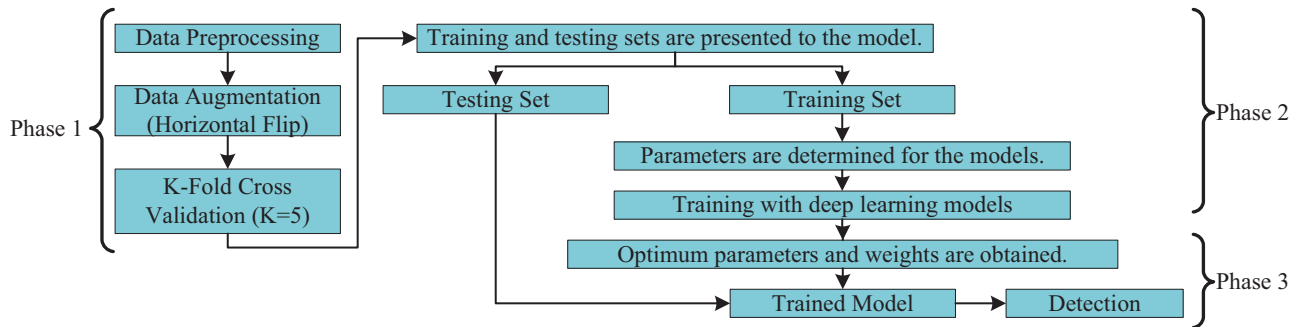 Phase 1
Data Preprocessing
Data Augmentation
(Horizontal Flip)
K-Fold Cross
Validation (K=5)
Training and testing sets are presented to the model.
Testing Set
Training Set
Parameters are determined for the models.
Training with deep learning models
Phase 2
Optimum parameters and weights are obtained.
Trained Model
Detection
Phase 3